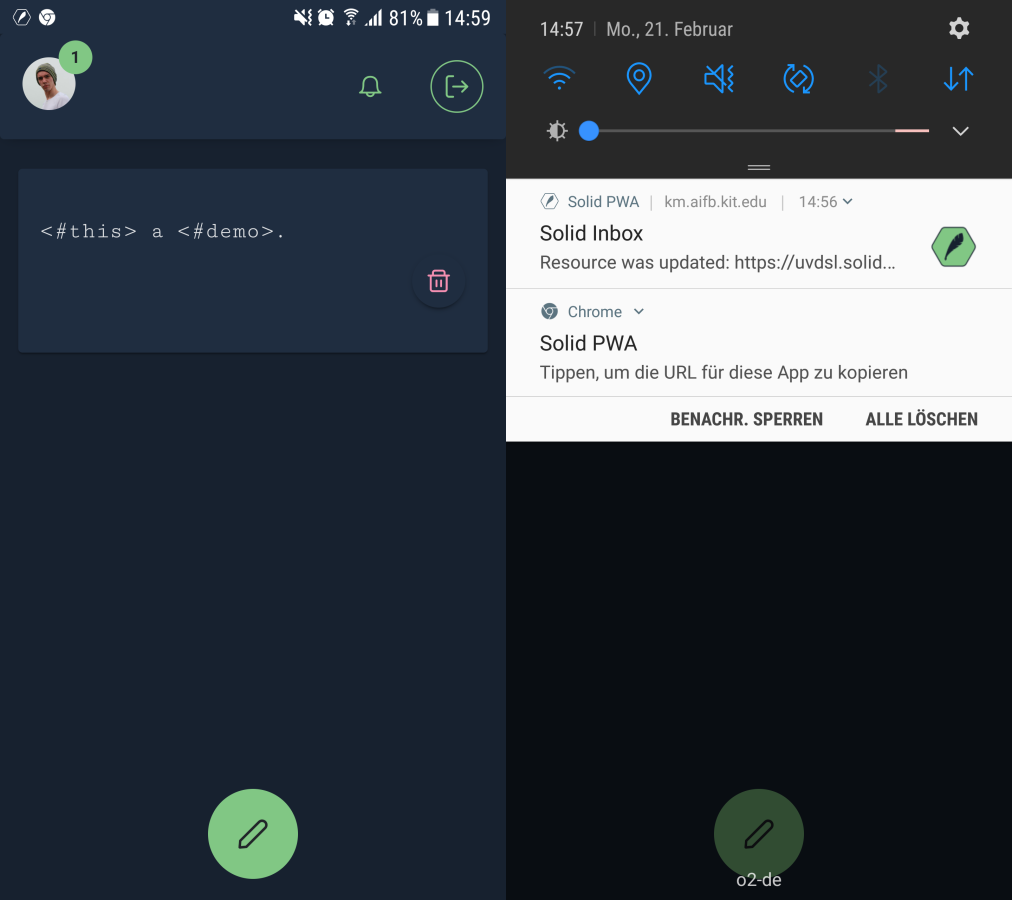 81% 14:59
1
<#this> a <#demo>.
14:57 | Mo., 21. Februar
Solid PWA | km.aifb.kit.edu | 14:56
Solid Inbox
Resource was updated: https://uvdsl.solid...
Chrome
Solid PWA
Tippen, um die URL für diese App zu kopieren
BENACHR. SPERREN ALLE LÖSCHEN
o2-de